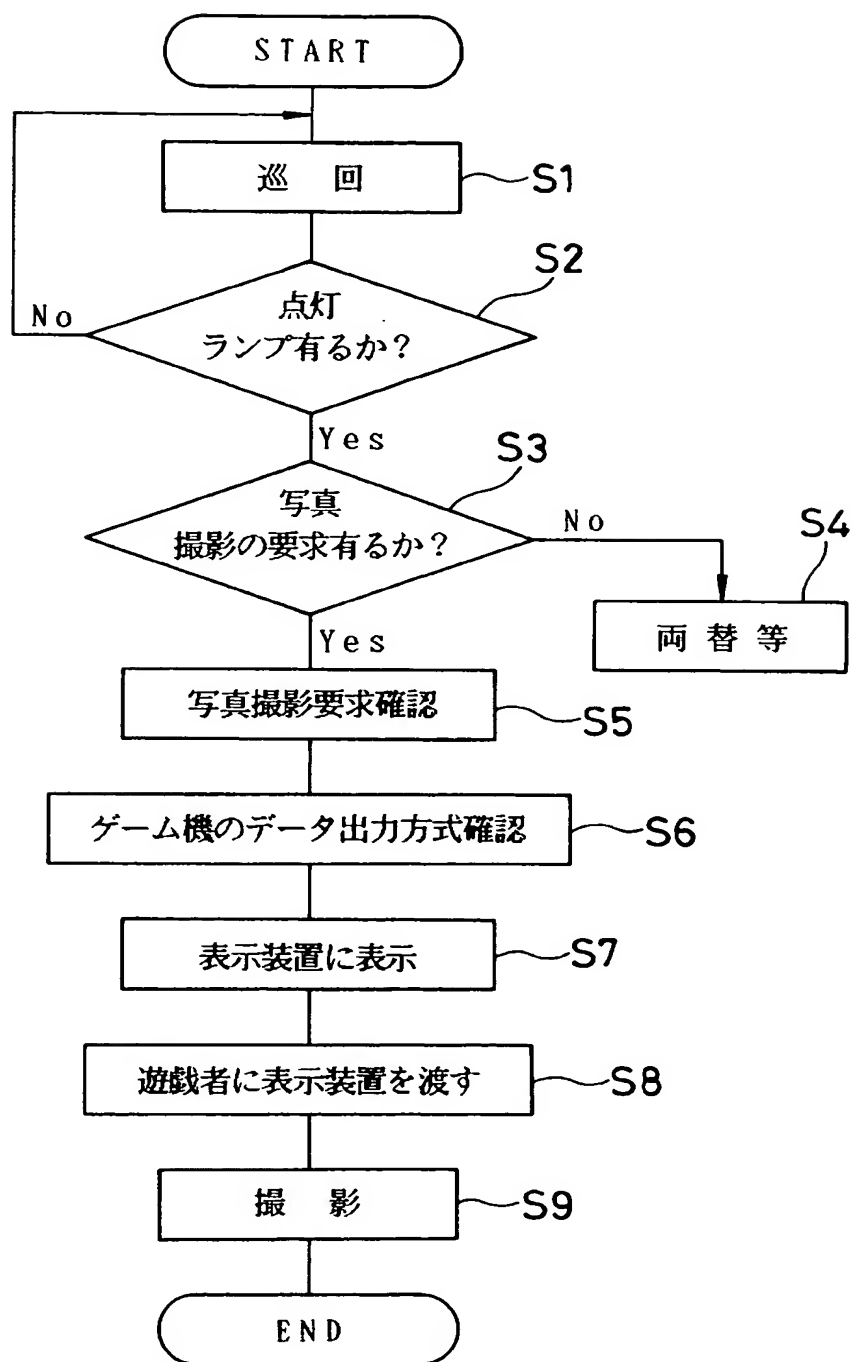 START
巡 回
S1
S2
点灯
ランプ有るか?
No
Yes
S3
写真
撮影の要求有るか?
No
S4
両 替 等
Yes
写真撮影要求確認
S5
ゲーム機のデータ出力方式確認
S6
表示装置に表示
S7
遊戯者に表示装置を渡す
S8
撮 影
S9
END